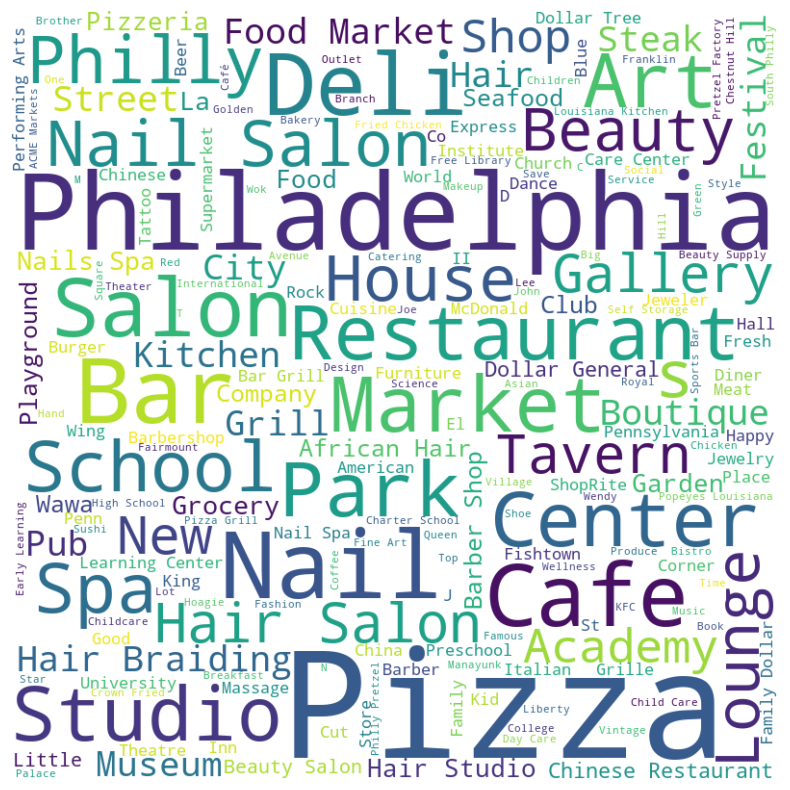 Brother
Pizzeria
Food Market
Shop
Dollar Tree
Steak
Philly
Deli
Art
Performing Arts
ACME Markets
Beer
Café
Outlet
Hair
Blue
Children
Franklin
Pretzel Factory
Chestnut Hill
South Philly
One
Street
La
Golden
Branch
Seafood
Louisiana Kitchen
Festival
Nail Salon
Bakery
Fried Chicken
Co
Express
Institute
Beauty
Free Library
Save
Church
C
Social
Care Center
Service
Style
M
Chinese
Tattoo
Supermarket
Wok
Food
World
Makeup
D
Dance
Hill
Green
Philadelphia
Nails Spa
Red
Avenue
Catering
Big
Beauty Supply
City
House
Gallery
Square
Theater
International
II
Lee
John
Rock
Cuisine
Joe
McDonald
Club
Jeweler
Self Storage
Hall
Playground
Salon
T
Restaurant
Sports Bar
Fresh
Burger
Kitchen
Design
Dollar General
Royal
Diner
Bar
Bar Grill
Furniture
Science
Asian
s
Meat
Company
Market
Boutique
Hand
Grill
El
Wing
Barbershop
Pennsylvania
Happy
Chicken
Fairmount
African Hair
Tavern
Jewelry
School
Park
American
Barber Shop
Village
ShopRite
Garden
Place
Wendy
Popeyes Louisiana
Wawa
High School
Grocery
Charter School
Center
Early Learning
Penn
Sushi
New
Pizza Grill
Nail Spa
Queen
Shoe
Produce
Bistro
Pub
Nail
Fine Art
Top
Fishtown
Wellness
Corner
Lounge
Learning Center
Coffee
Cafe
Time
Spa
King
J
KFC
Music
Lot
Hoagie
Fashion
Childcare
Hair Salon
St
Book
Good
Famous
Academy
Family Dollar
China
Preschool
Manayunk
Hair Braiding
Barber
Italian
Grille
Star
University
Breakfast
N
Massage
Child Care
Crown Fried
Family
Kid
Studio
Pizza
Cut
Store
Philly Pretzel
Liberty
Vintage
College
Day Care
Little
Theatre
Inn
Palace
Museum
Beauty Salon
Hair Studio
Chinese Restaurant